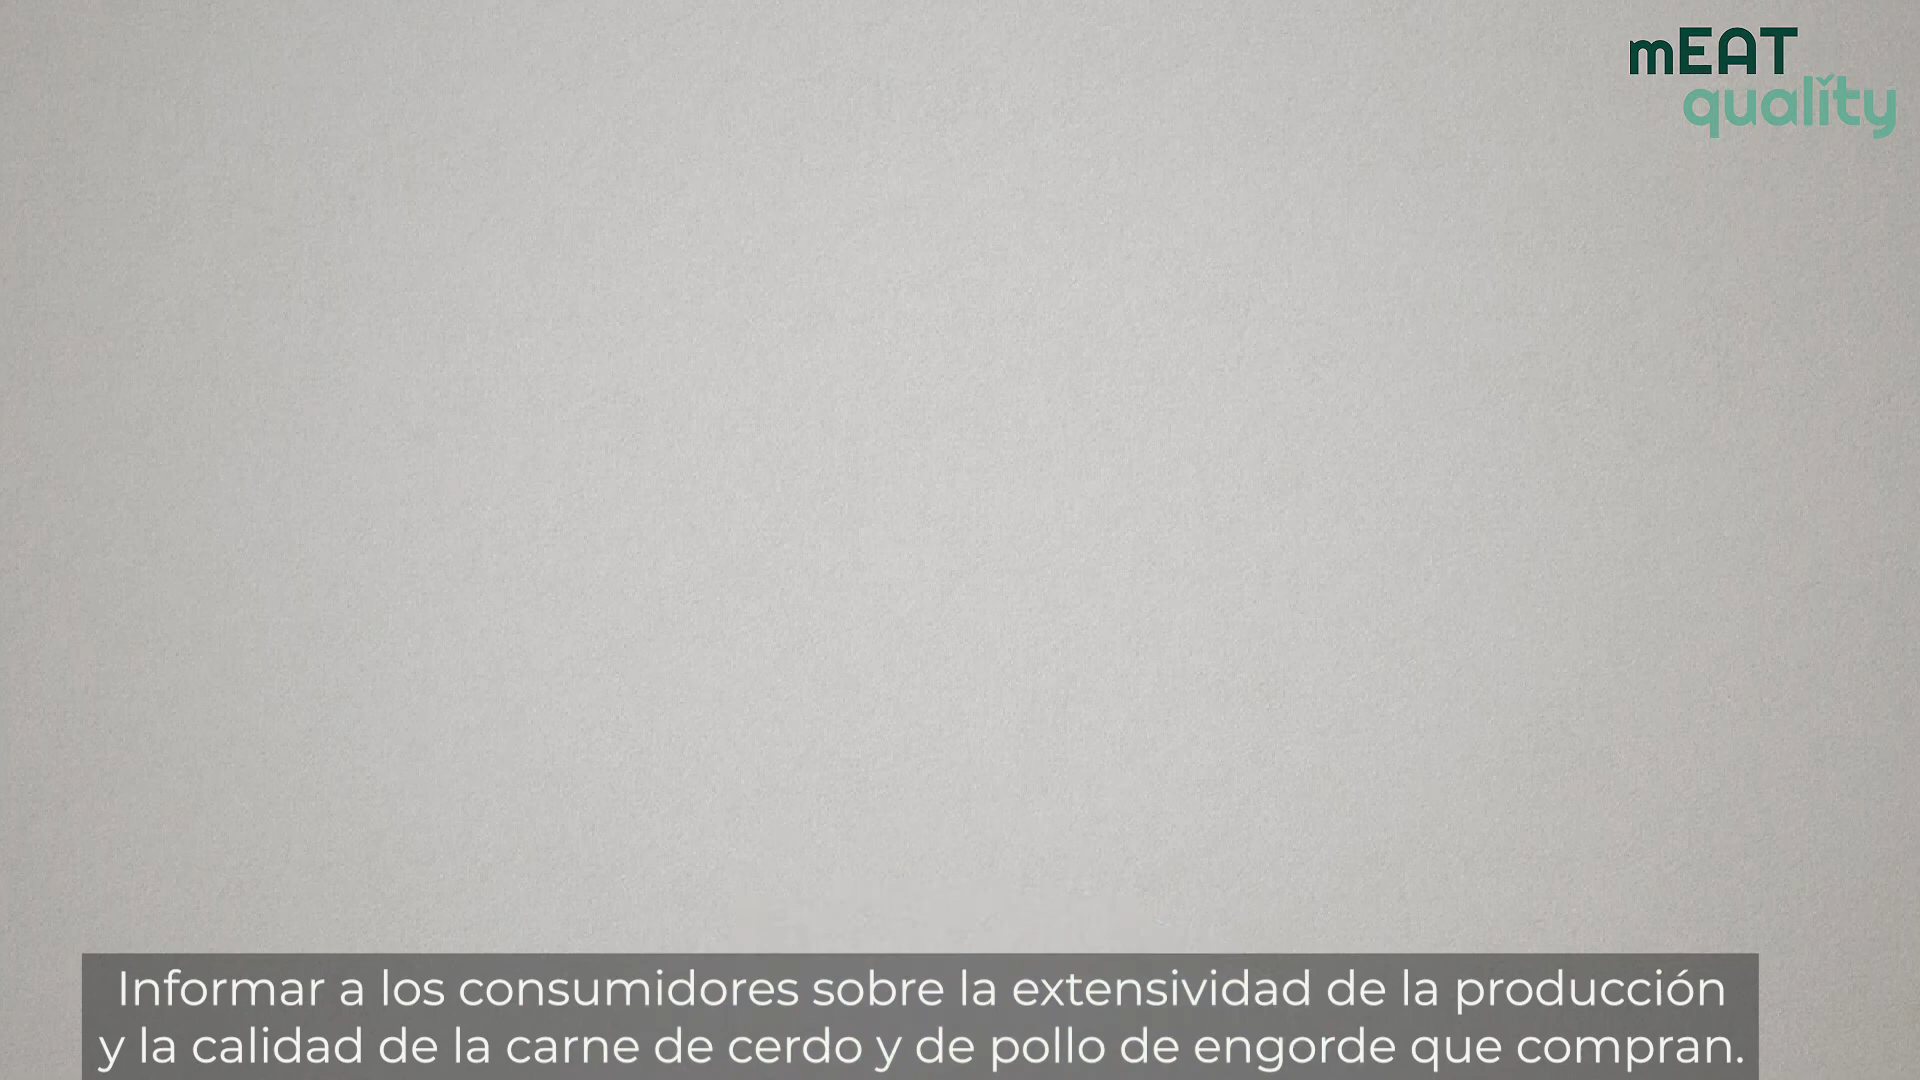 mEAT
quality
Informar a los consumidores sobre la extensividad de la producción
y la calidad de la carne de cerdo y de pollo de engorde que compran.